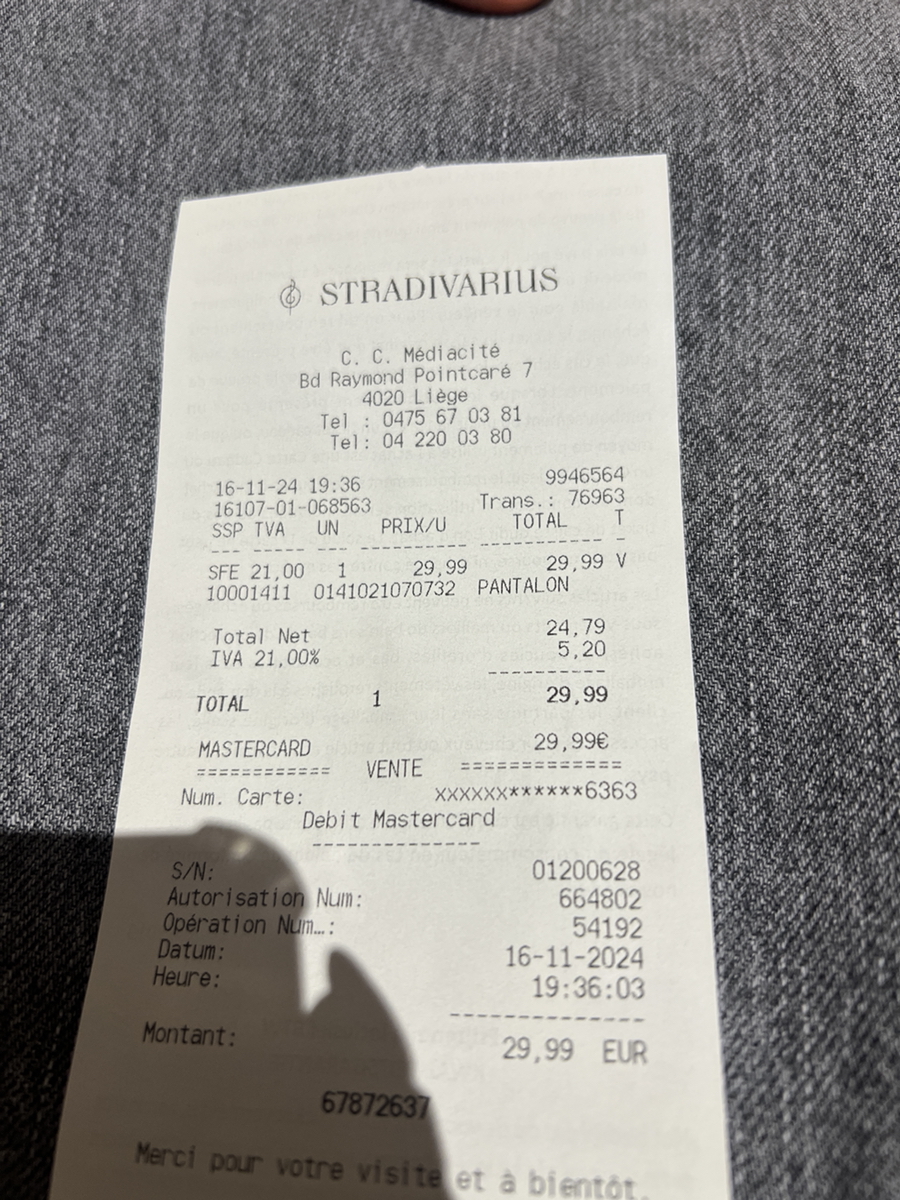 STRADIVARIUS
C. C. Médiacité
Bd Raymond Pointcaré 7
4020 Liège
Tel : 0475 67 03 81
Tel: 04 220 03 80
16-11-24 19:36 9946564
16107-01-068563 Trans.: 76963
SSP TVA UN PRIX/U TOTAL T
--- ----- --- --------- --------- -
SFE 21,00 1 29,99 29,99 V
10001411 0141021070732 PANTALON
Total Net 24,79
IVA 21,00% 5,20
-----------
TOTAL 1 29,99
MASTERCARD 29,99€
============ VENTE ==============
Num. Carte: XXXXXX******6363
Debit Mastercard
--------------
S/N: 01200628
Autorisation Num: 664802
Opération Num…: 54192
Datum: 16-11-2024
Heure: 19:36:03
----------------
Montant: 29,99 EUR
67872637
Merci pour votre visite et à bientôt.